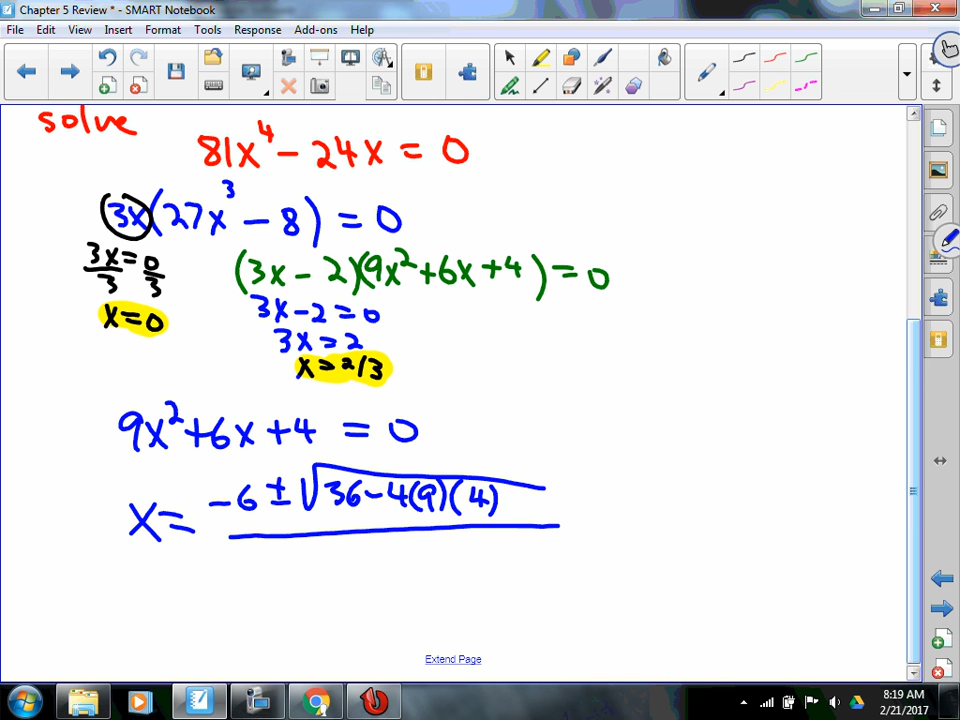 Chapter 5 Review * - SMART Notebook
File Edit View Insert Format Tools Response Add-ons Help
solve
81x⁴ - 24x = 0
3x(27x³ - 8) = 0
3x = 0
3 3
x = 0
(3x - 2)(9x² + 6x + 4) = 0
3x - 2 = 0
3x = 2
x = 2/3
9x² + 6x + 4 = 0
x = -6 ± √36 - 4(9)(4)
Extend Page
8:19 AM
2/21/2017